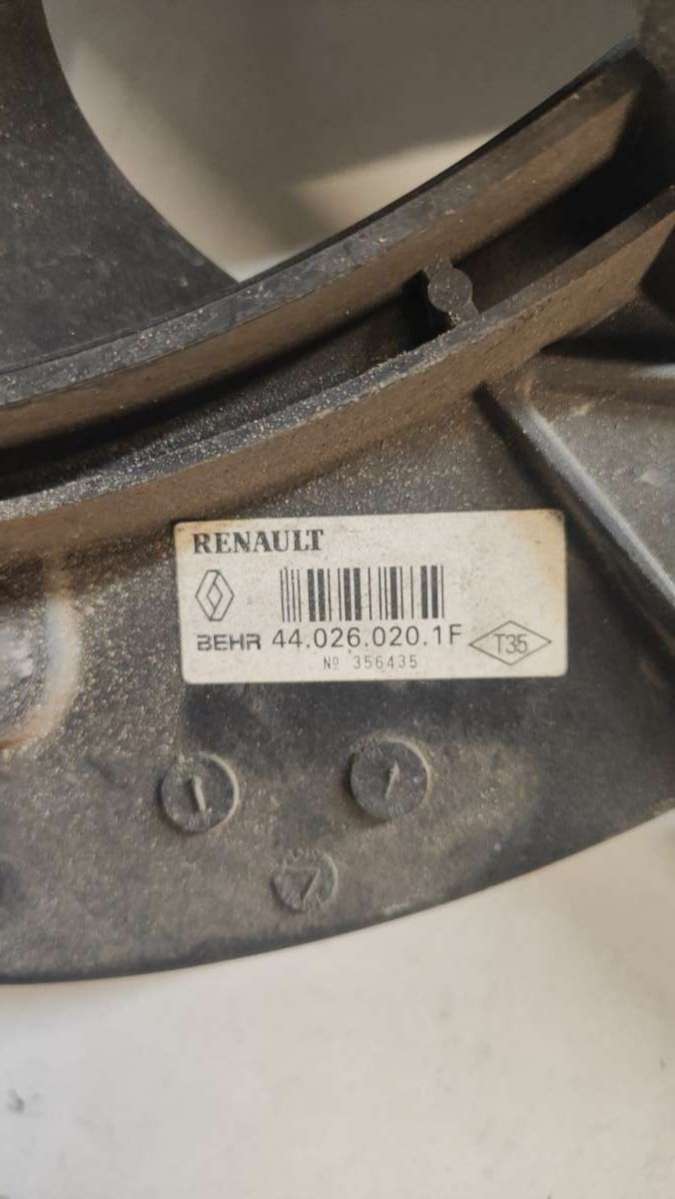 RENAULT
BEHR 44.026.020.1F
T35
Nº 356435